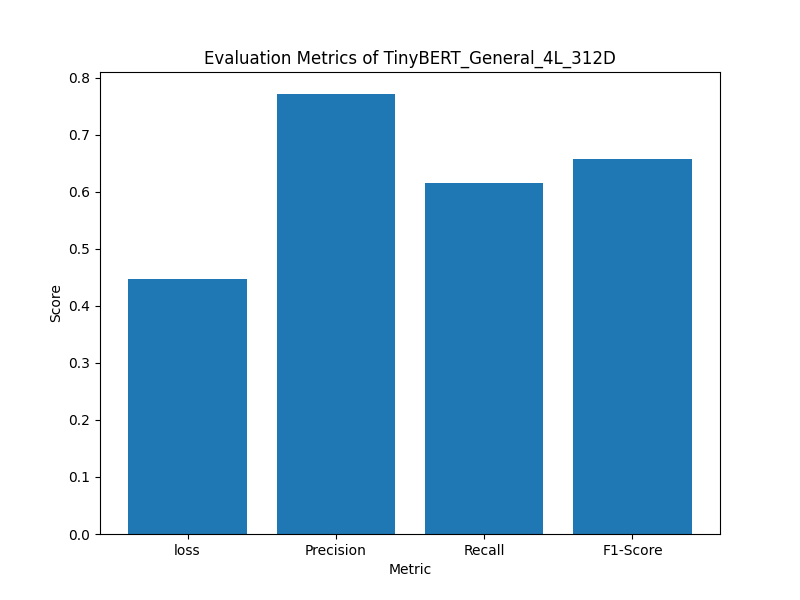 Evaluation Metrics of TinyBERT_General_4L_312D
0.8
0.7
0.6
0.5
0.4
0.3
0.2
0.1
0.0
Score
loss Precision Recall F1-Score
Metric